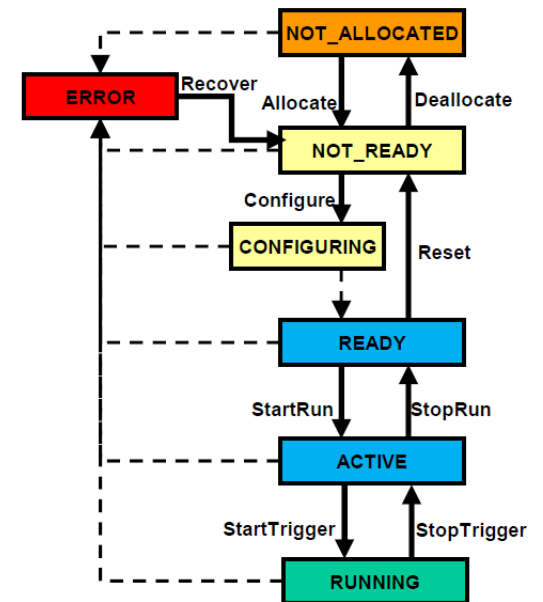 NOT_ALLOCATED
ERROR
Recover
Allocate
Deallocate
NOT_READY
Configure
CONFIGURING
Reset
READY
StartRun
StopRun
ACTIVE
StartTrigger
StopTrigger
RUNNING